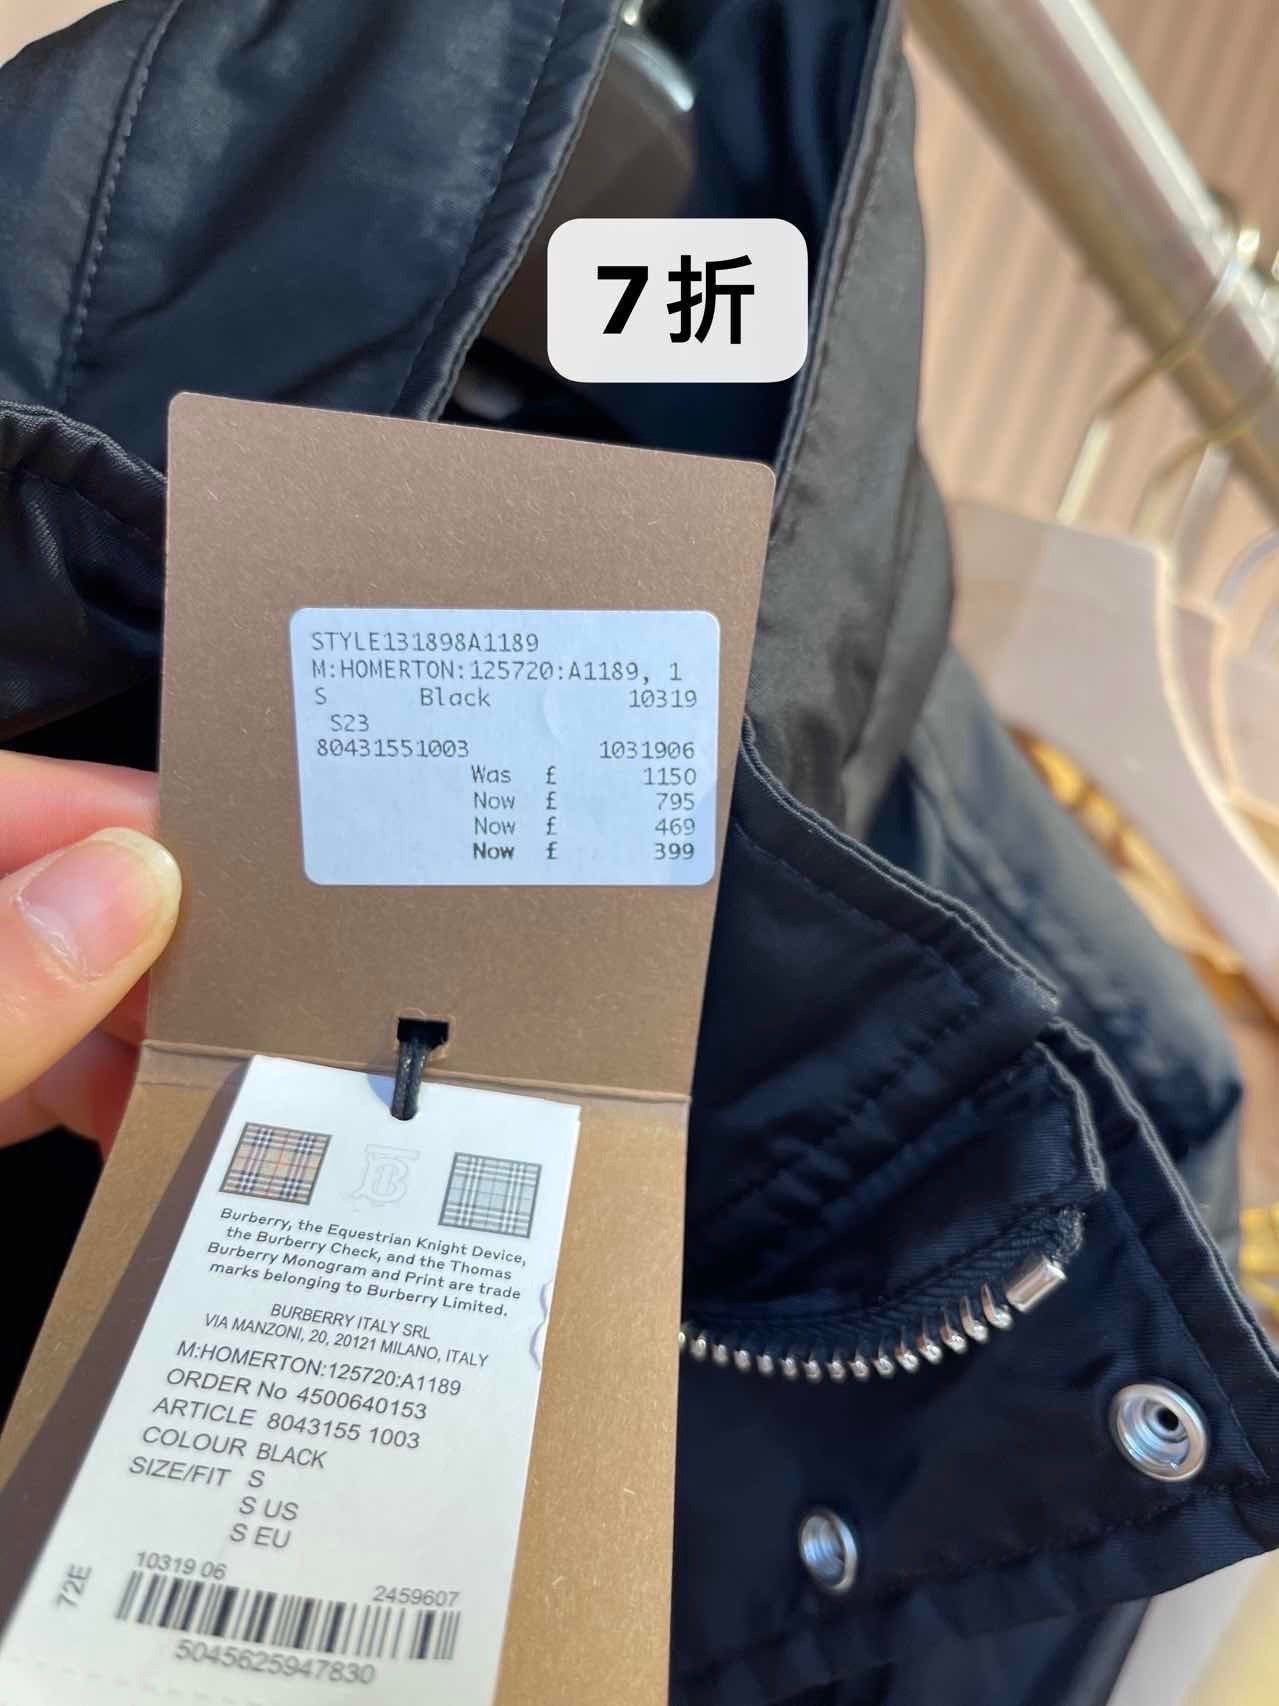 7折
STYLE131898A1189
M:HOMERTON:125720:A1189, 1
S Black 10319
S23
80431551003 1031906
Was £ 1150
Now £ 795
Now £ 469
Now £ 399
Burberry, the Equestrian Knight Device,
the Burberry Check, and the Thomas
Burberry Monogram and Print are trade
marks belonging to Burberry Limited.
BURBERRY ITALY SRL
VIA MANZONI, 20, 20121 MILANO, ITALY
M:HOMERTON:125720:A1189
ORDER No 4500640153
ARTICLE 8043155 1003
COLOUR BLACK
SIZE/FIT S
S US
S EU
72E
10319 06 2459607
5045625947830